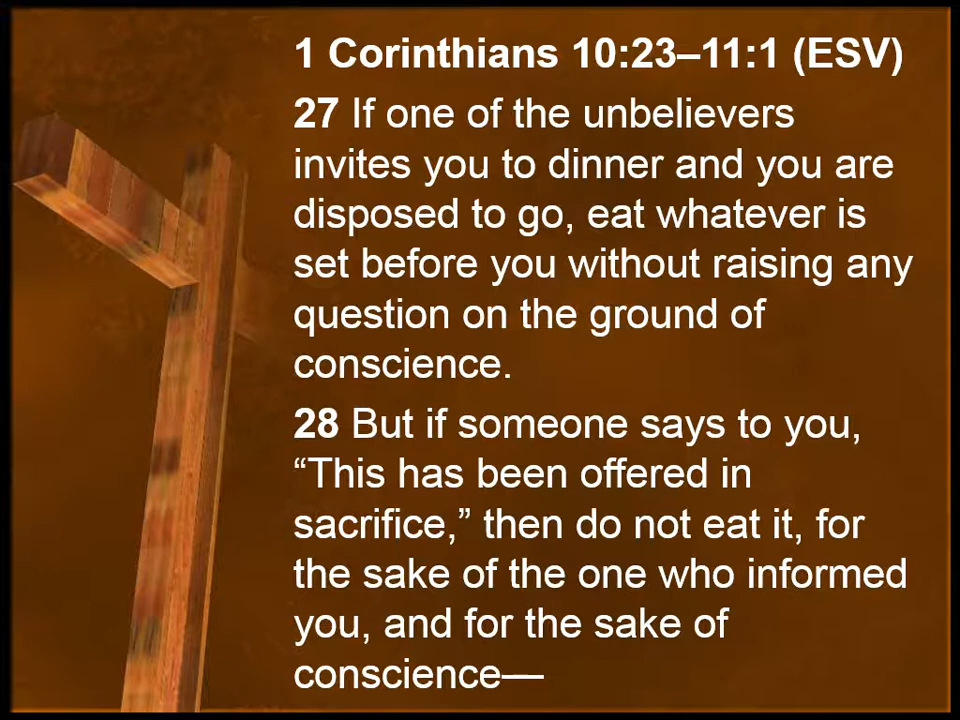 1 Corinthians 10:23–11:1 (ESV)
27 If one of the unbelievers
invites you to dinner and you are
disposed to go, eat whatever is
set before you without raising any
question on the ground of
conscience.
28 But if someone says to you,
“This has been offered in
sacrifice,” then do not eat it, for
the sake of the one who informed
you, and for the sake of
conscience—